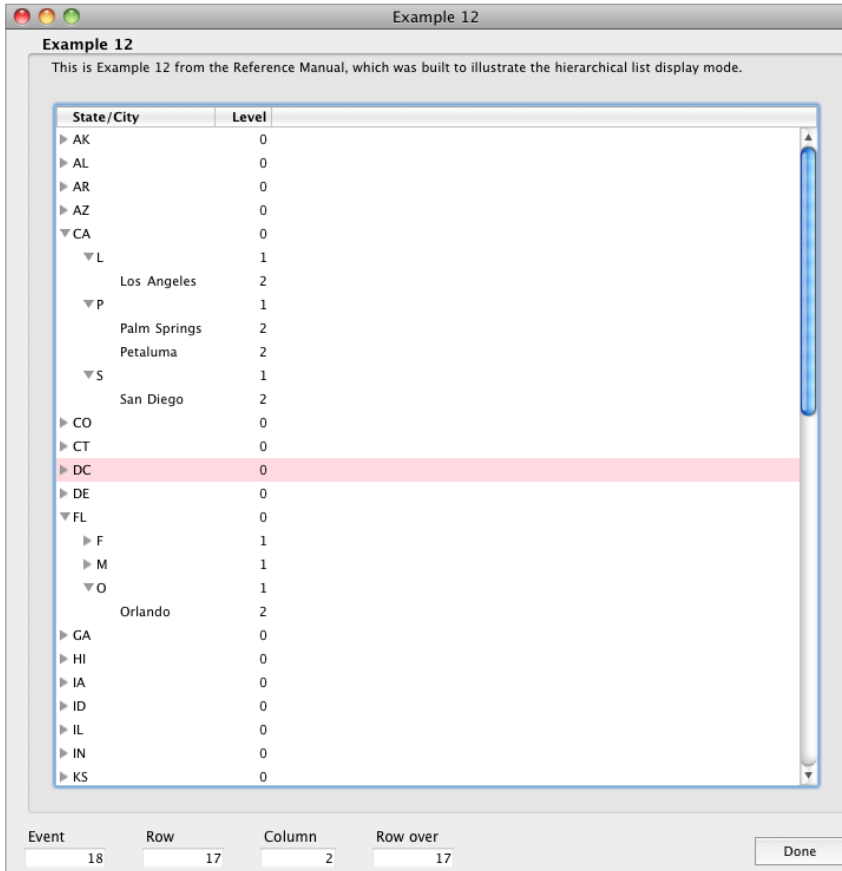 Example 12
Example 12
This is Example 12 from the Reference Manual, which was built to illustrate the hierarchical list display mode.
State/City Level
AK 0
AL 0
AR 0
AZ 0
CA 0
L 1
Los Angeles 2
P 1
Palm Springs 2
Petaluma 2
S 1
San Diego 2
CO 0
CT 0
DC 0
DE 0
FL 0
F 1
M 1
O 1
Orlando 2
GA 0
HI 0
IA 0
ID 0
IL 0
IN 0
KS 0
Event Row Column Row over
18 17 2 17 Done